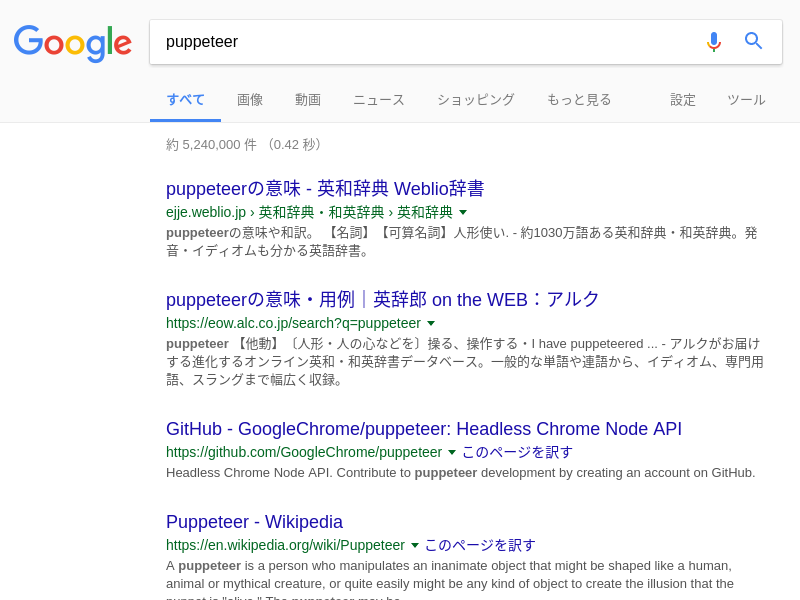 Google
puppeteer
すべて 画像 動画 ニュース ショッピング もっと見る 設定 ツール
約 5,240,000 件 （0.42 秒）
puppeteerの意味 - 英和辞典 Weblio辞書
ejje.weblio.jp › 英和辞典・和英辞典 › 英和辞典
puppeteerの意味や和訳。 【名詞】【可算名詞】人形使い. - 約1030万語ある英和辞典・和英辞典。発
音・イディオムも分かる英語辞書。
puppeteerの意味・用例｜英辞郎 on the WEB：アルク
https://eow.alc.co.jp/search?q=puppeteer
puppeteer 【他動】〔人形・人の心などを〕操る、操作する・I have puppeteered ... - アルクがお届け
する進化するオンライン英和・和英辞書データベース。一般的な単語や連語から、イディオム、専門用
語、スラングまで幅広く収録。
GitHub - GoogleChrome/puppeteer: Headless Chrome Node API
https://github.com/GoogleChrome/puppeteer このページを訳す
Headless Chrome Node API. Contribute to puppeteer development by creating an account on GitHub.
Puppeteer - Wikipedia
https://en.wikipedia.org/wiki/Puppeteer このページを訳す
A puppeteer is a person who manipulates an inanimate object that might be shaped like a human,
animal or mythical creature, or quite easily might be any kind of object to create the illusion that the
puppet is "alive." The puppeteer may be